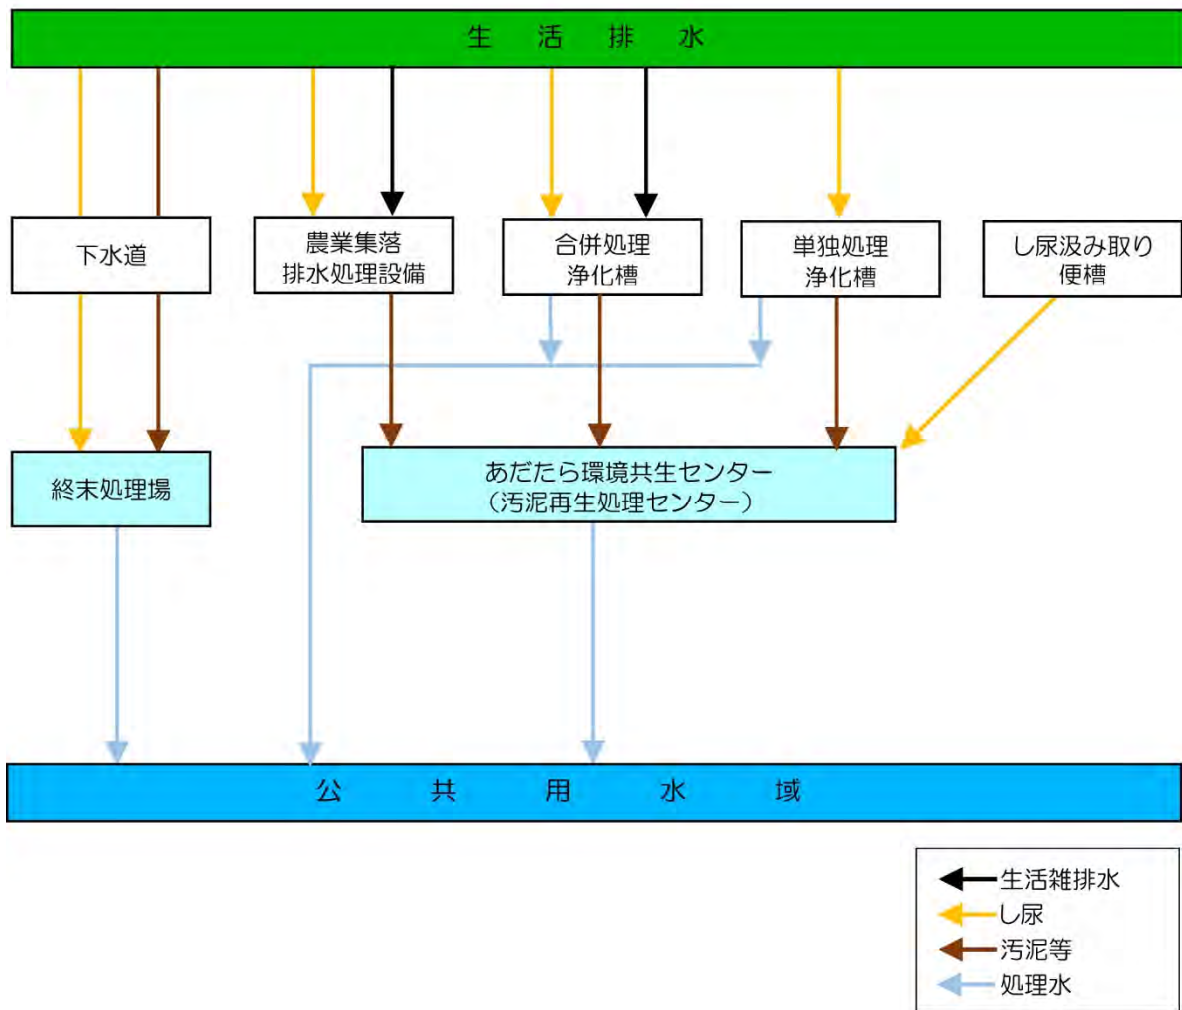 生活排水
下水道
農業集落
排水処理設備
合併処理
浄化槽
単独処理
浄化槽
し尿汲み取り
便槽
終末処理場
あだたら環境共生センター
（汚泥再生処理センター）
公共用水域
生活雑排水
し尿
汚泥等
処理水